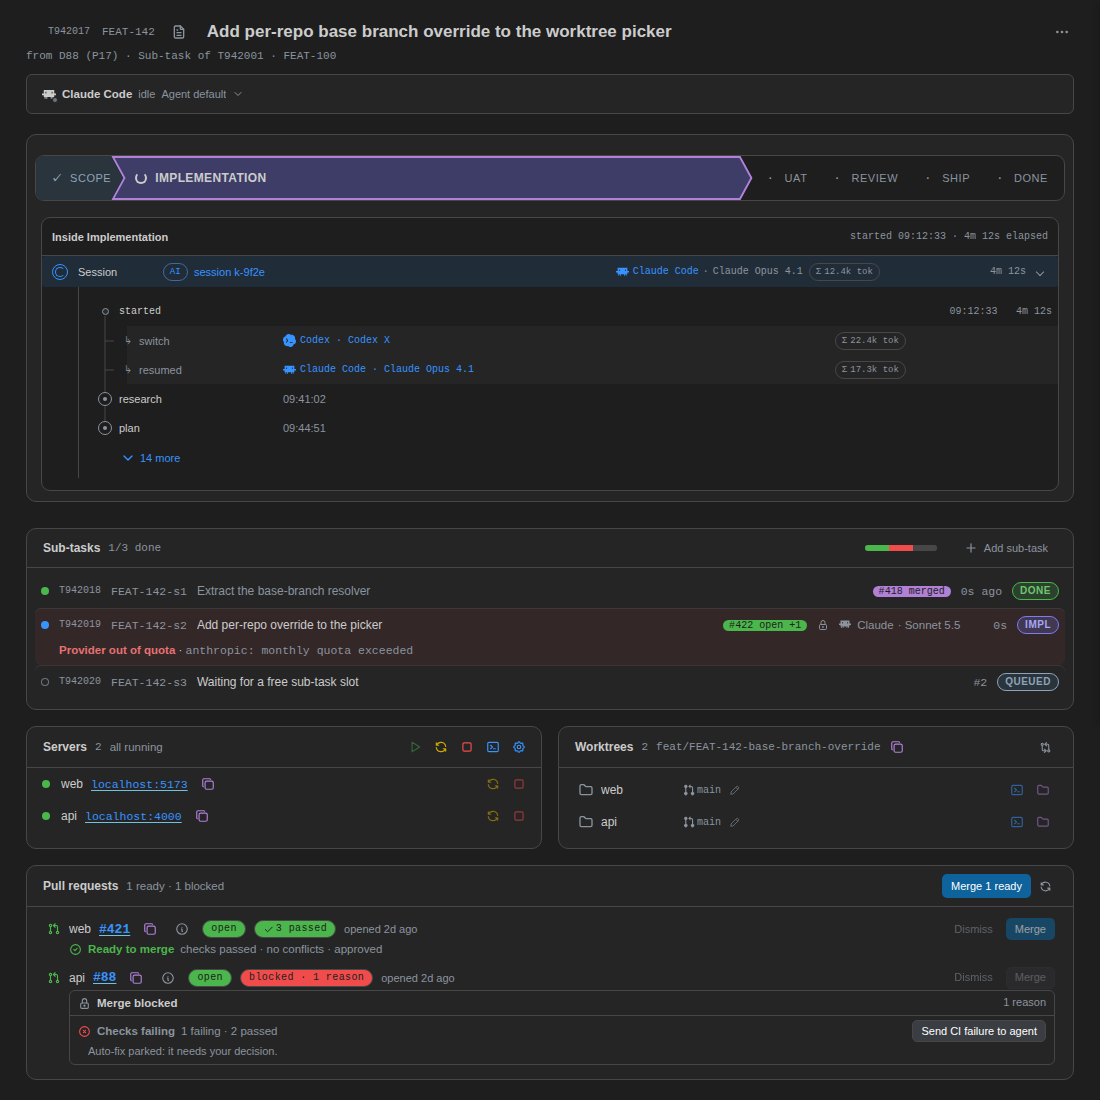 T942017 FEAT-142 Add per-repo base branch override to the worktree picker
from D88 (P17) · Sub-task of T942001 · FEAT-100
Claude Code idle Agent default
SCOPE IMPLEMENTATION · UAT · REVIEW · SHIP · DONE
Inside Implementation started 09:12:33 · 4m 12s elapsed
Session AI session k-9f2e Claude Code · Claude Opus 4.1 Σ 12.4k tok 4m 12s
started 09:12:33 4m 12s
↳ switch Codex · Codex X Σ 22.4k tok
↳ resumed Claude Code · Claude Opus 4.1 Σ 17.3k tok
research 09:41:02
plan 09:44:51
14 more
Sub-tasks 1/3 done Add sub-task
T942018 FEAT-142-s1 Extract the base-branch resolver #418 merged 0s ago DONE
T942019 FEAT-142-s2 Add per-repo override to the picker #422 open +1 Claude · Sonnet 5.5 0s IMPL
Provider out of quota · anthropic: monthly quota exceeded
T942020 FEAT-142-s3 Waiting for a free sub-task slot #2 QUEUED
Servers 2 all running
web localhost:5173
api localhost:4000
Worktrees 2 feat/FEAT-142-base-branch-override
web main
api main
Pull requests 1 ready · 1 blocked Merge 1 ready
web #421 open 3 passed opened 2d ago Dismiss Merge
Ready to merge checks passed · no conflicts · approved
api #88 open blocked · 1 reason opened 2d ago Dismiss Merge
Merge blocked 1 reason
Checks failing 1 failing · 2 passed Send CI failure to agent
Auto-fix parked: it needs your decision.